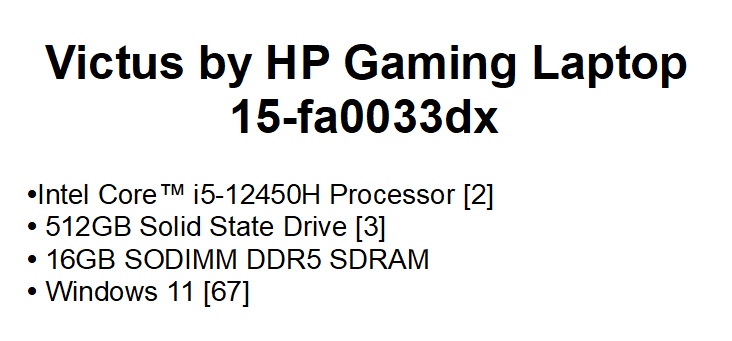 Victus by HP Gaming Laptop
15-fa0033dx
•Intel Core™ i5-12450H Processor [2]
• 512GB Solid State Drive [3]
• 16GB SODIMM DDR5 SDRAM
• Windows 11 [67]